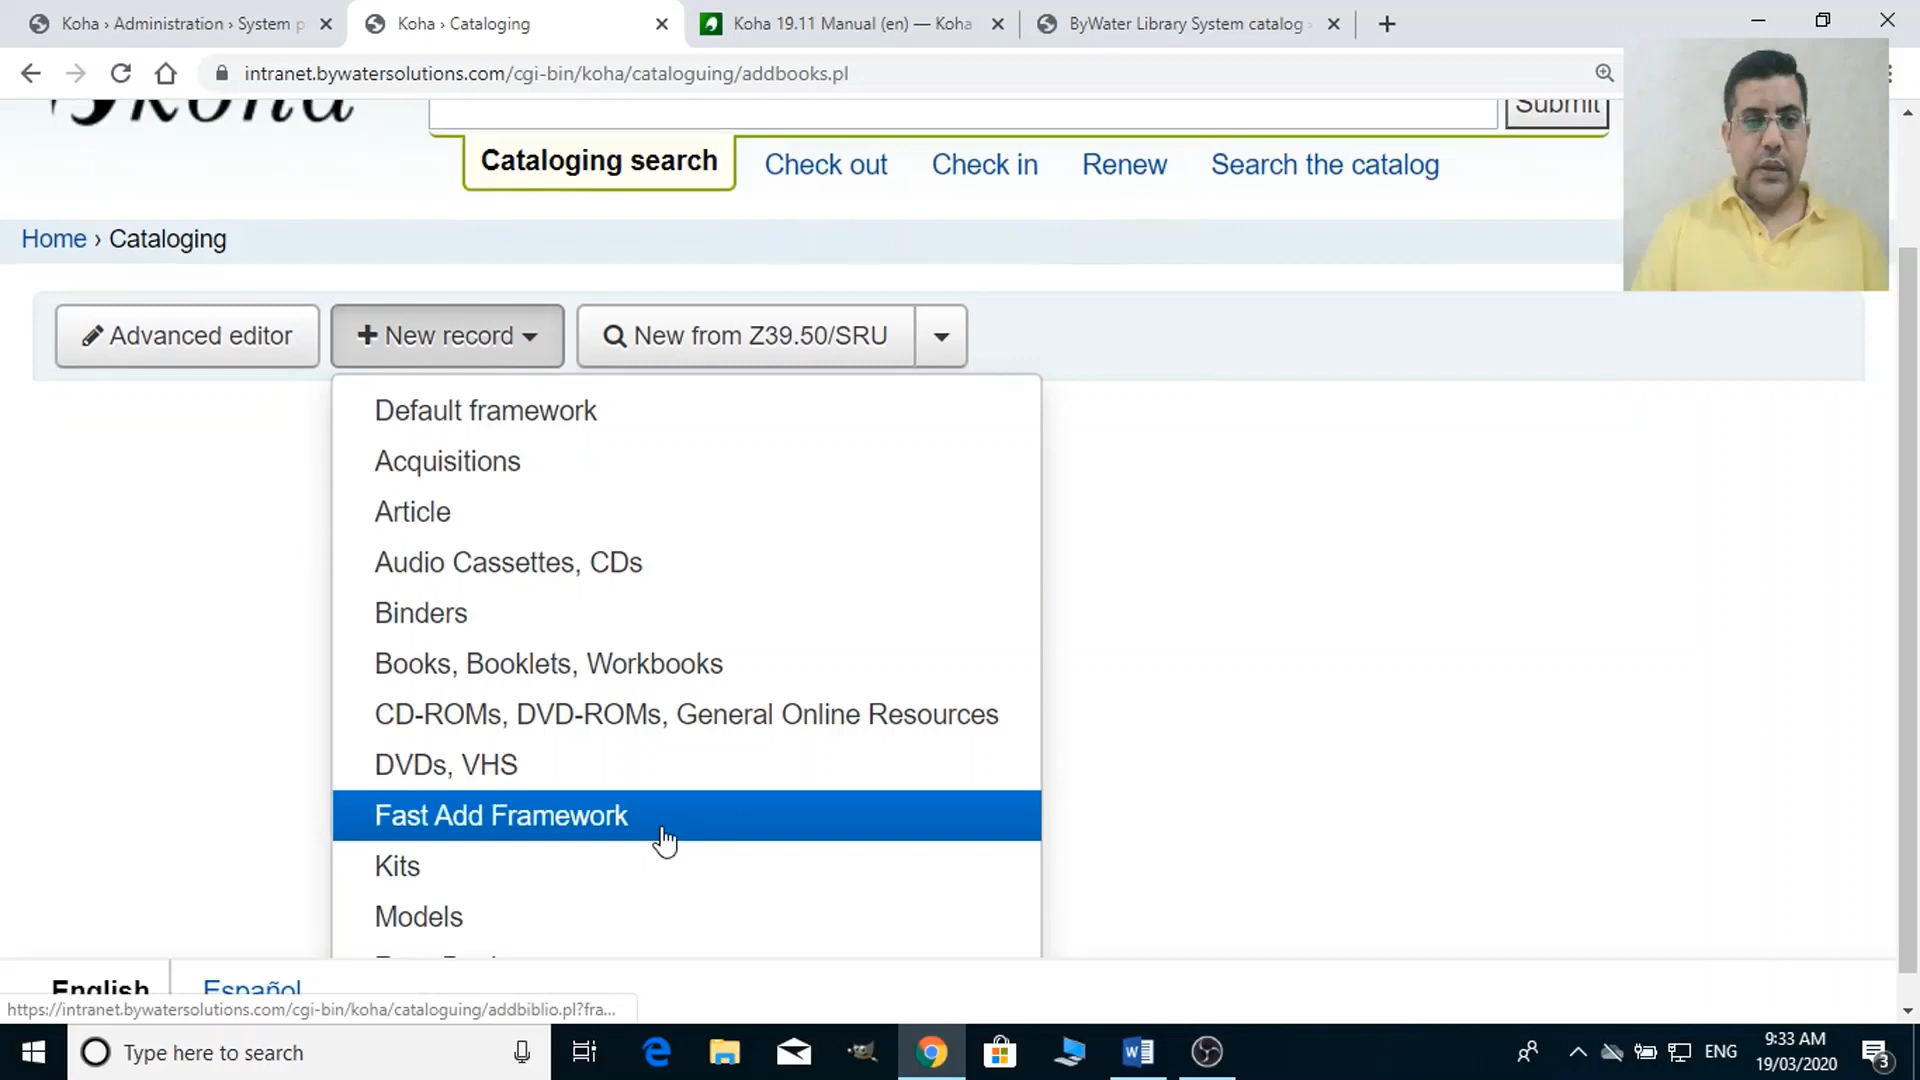 Koha › Administration › System p
Koha › Cataloging
Koha 19.11 Manual (en) — Koha
ByWater Library System catalog ›
intranet.bywatersolutions.com/cgi-bin/koha/cataloguing/addbooks.pl
koha
Submit
Cataloging search
Check out
Check in
Renew
Search the catalog
Home › Cataloging
Advanced editor
New record
New from Z39.50/SRU
Default framework
Acquisitions
Article
Audio Cassettes, CDs
Binders
Books, Booklets, Workbooks
CD-ROMs, DVD-ROMs, General Online Resources
DVDs, VHS
Fast Add Framework
Kits
Models
English
Español
https://intranet.bywatersolutions.com/cgi-bin/koha/cataloguing/addbiblio.pl?fra...
Type here to search
ENG
9:33 AM
19/03/2020
3